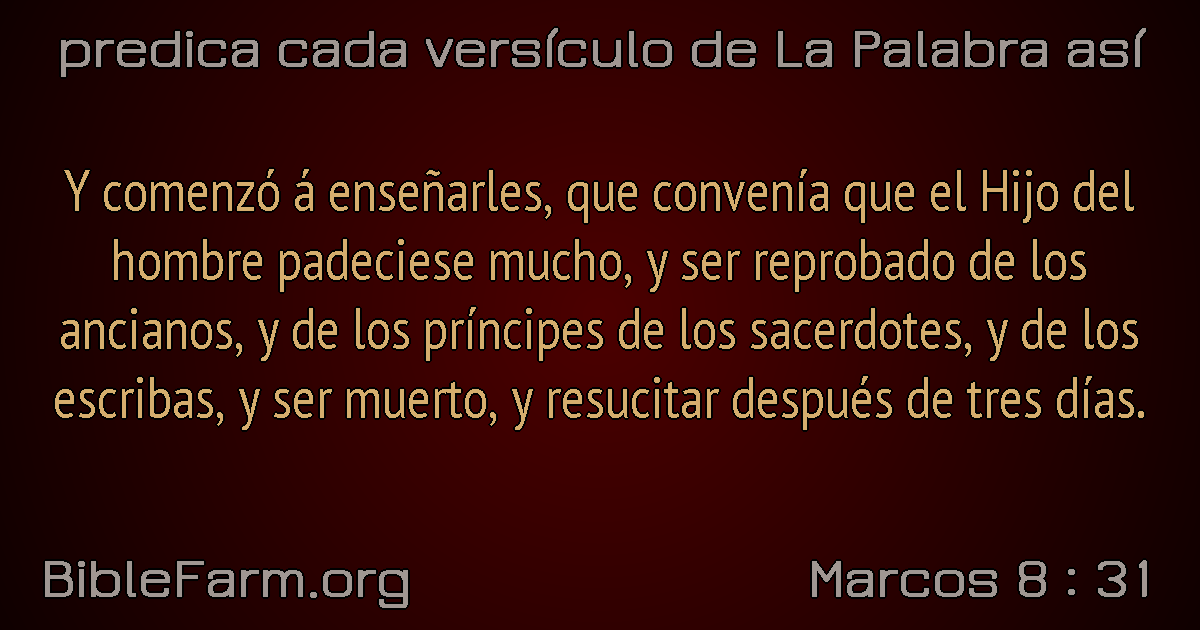 predica cada versículo de La Palabra así
Y comenzó á enseñarles, que convenía que el Hijo del
hombre padeciese mucho, y ser reprobado de los
ancianos, y de los príncipes de los sacerdotes, y de los
escribas, y ser muerto, y resucitar después de tres días.
BibleFarm.org
Marcos 8 : 31